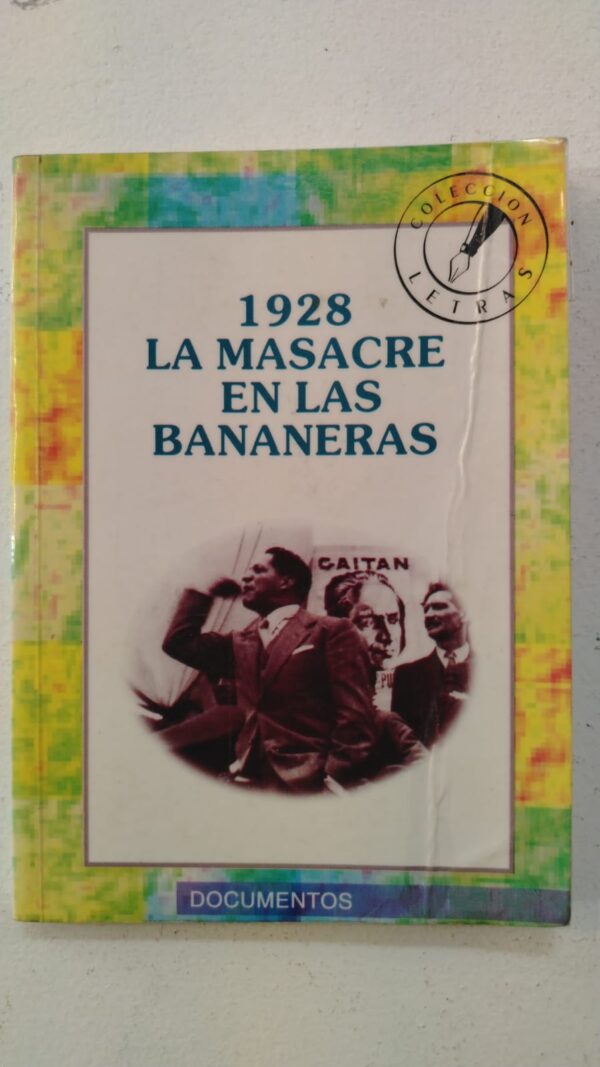 COLECCION
LETRAS
1928
LA MASACRE
EN LAS
BANANERAS
GAITAN
DOCUMENTOS